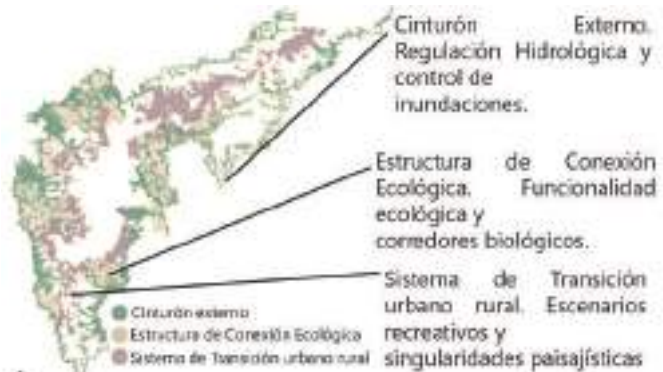 Cinturón Externo.
Regulación Hidrológica y
control de
inundaciones.
Estructura de Conexión
Ecológica. Funcionalidad
ecológica y
corredores biológicos.
Sistema de Transición
urbano rural. Escenarios
recreativos y
singularidades paisajísticas
Cinturón externo
Estructura de Conexión Ecológica
Sistema de Transición urbano rural